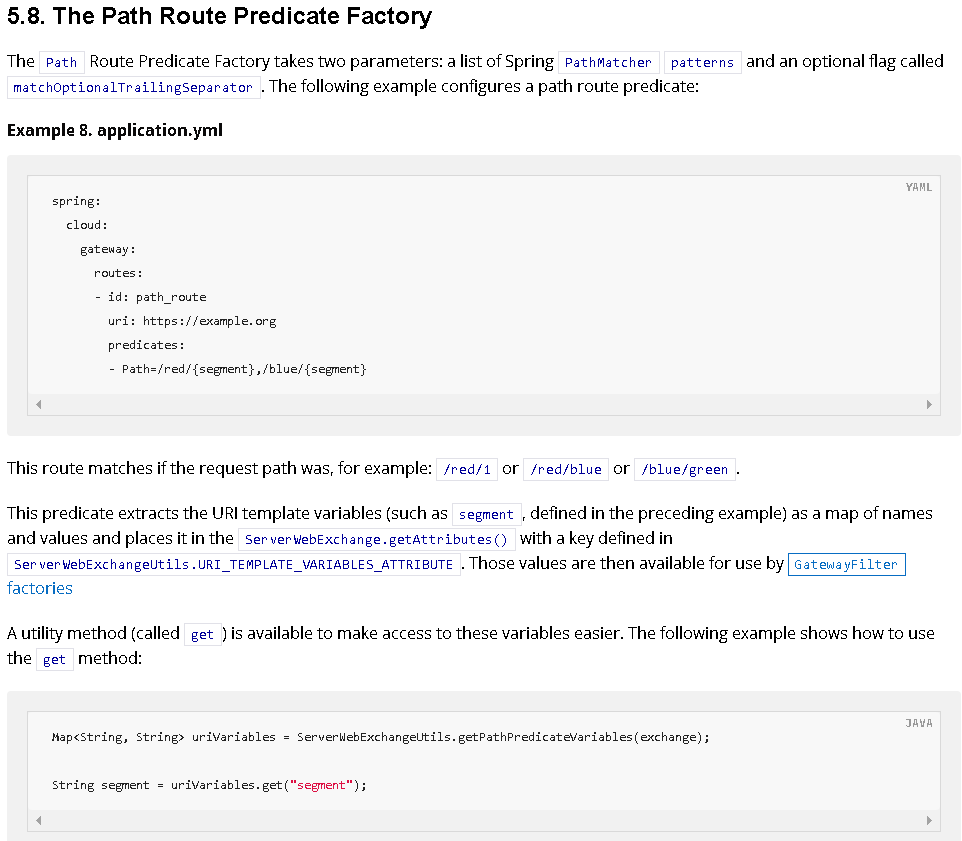 5.8. The Path Route Predicate Factory
The Path Route Predicate Factory takes two parameters: a list of Spring PathMatcher patterns and an optional flag called
matchOptionalTrailingSeparator. The following example configures a path route predicate:
Example 8. application.yml
YAML
spring:
  cloud:
    gateway:
      routes:
      - id: path_route
        uri: https://example.org
        predicates:
        - Path=/red/{segment},/blue/{segment}
This route matches if the request path was, for example: /red/1 or /red/blue or /blue/green.
This predicate extracts the URI template variables (such as segment, defined in the preceding example) as a map of names
and values and places it in the ServerWebExchange.getAttributes() with a key defined in
ServerWebExchangeUtils.URI_TEMPLATE_VARIABLES_ATTRIBUTE. Those values are then available for use by GatewayFilter
factories
A utility method (called get) is available to make access to these variables easier. The following example shows how to use
the get method:
JAVA
Map<String, String> uriVariables = ServerWebExchangeUtils.getPathPredicateVariables(exchange);
String segment = uriVariables.get("segment");